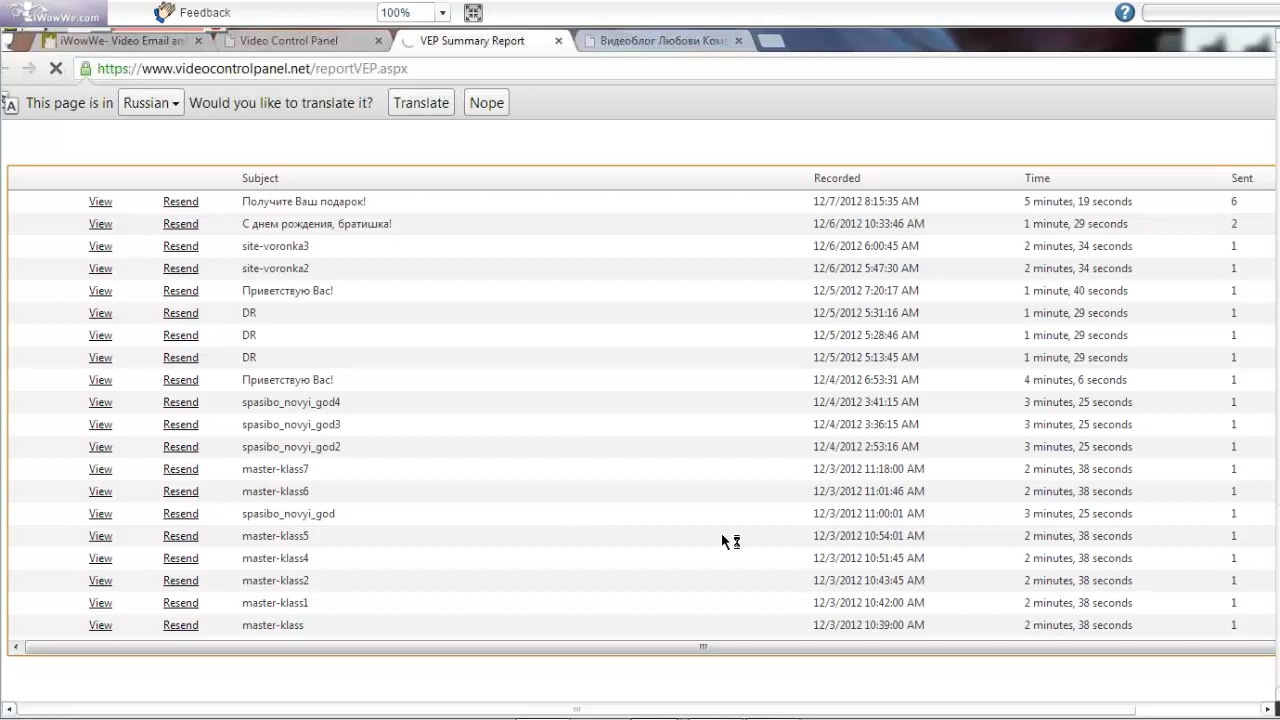 iWowWe.com
Feedback 100%
iWowWe- Video Email an × Video Control Panel × VEP Summary Report × Видеоблог Любови Ком ×
https://www.videocontrolpanel.net/reportVEP.aspx
This page is in Russian Would you like to translate it? Translate Nope
Subject Recorded Time Sent
View Resend Получите Ваш подарок! 12/7/2012 8:15:35 AM 5 minutes, 19 seconds 6
View Resend С днем рождения, братишка! 12/6/2012 10:33:46 AM 1 minute, 29 seconds 2
View Resend site-voronka3 12/6/2012 6:00:45 AM 2 minutes, 34 seconds 1
View Resend site-voronka2 12/6/2012 5:47:30 AM 2 minutes, 34 seconds 1
View Resend Приветствую Вас! 12/5/2012 7:20:17 AM 1 minute, 40 seconds 1
View Resend DR 12/5/2012 5:31:16 AM 1 minute, 29 seconds 1
View Resend DR 12/5/2012 5:28:46 AM 1 minute, 29 seconds 1
View Resend DR 12/5/2012 5:13:45 AM 1 minute, 29 seconds 1
View Resend Приветствую Вас! 12/4/2012 6:53:31 AM 4 minutes, 6 seconds 1
View Resend spasibo_novyi_god4 12/4/2012 3:41:15 AM 3 minutes, 25 seconds 1
View Resend spasibo_novyi_god3 12/4/2012 3:36:15 AM 3 minutes, 25 seconds 1
View Resend spasibo_novyi_god2 12/4/2012 2:53:16 AM 3 minutes, 25 seconds 1
View Resend master-klass7 12/3/2012 11:18:00 AM 2 minutes, 38 seconds 1
View Resend master-klass6 12/3/2012 11:01:46 AM 2 minutes, 38 seconds 1
View Resend spasibo_novyi_god 12/3/2012 11:00:01 AM 3 minutes, 25 seconds 1
View Resend master-klass5 12/3/2012 10:54:01 AM 2 minutes, 38 seconds 1
View Resend master-klass4 12/3/2012 10:51:45 AM 2 minutes, 38 seconds 1
View Resend master-klass2 12/3/2012 10:43:45 AM 2 minutes, 38 seconds 1
View Resend master-klass1 12/3/2012 10:42:00 AM 2 minutes, 38 seconds 1
View Resend master-klass 12/3/2012 10:39:00 AM 2 minutes, 38 seconds 1